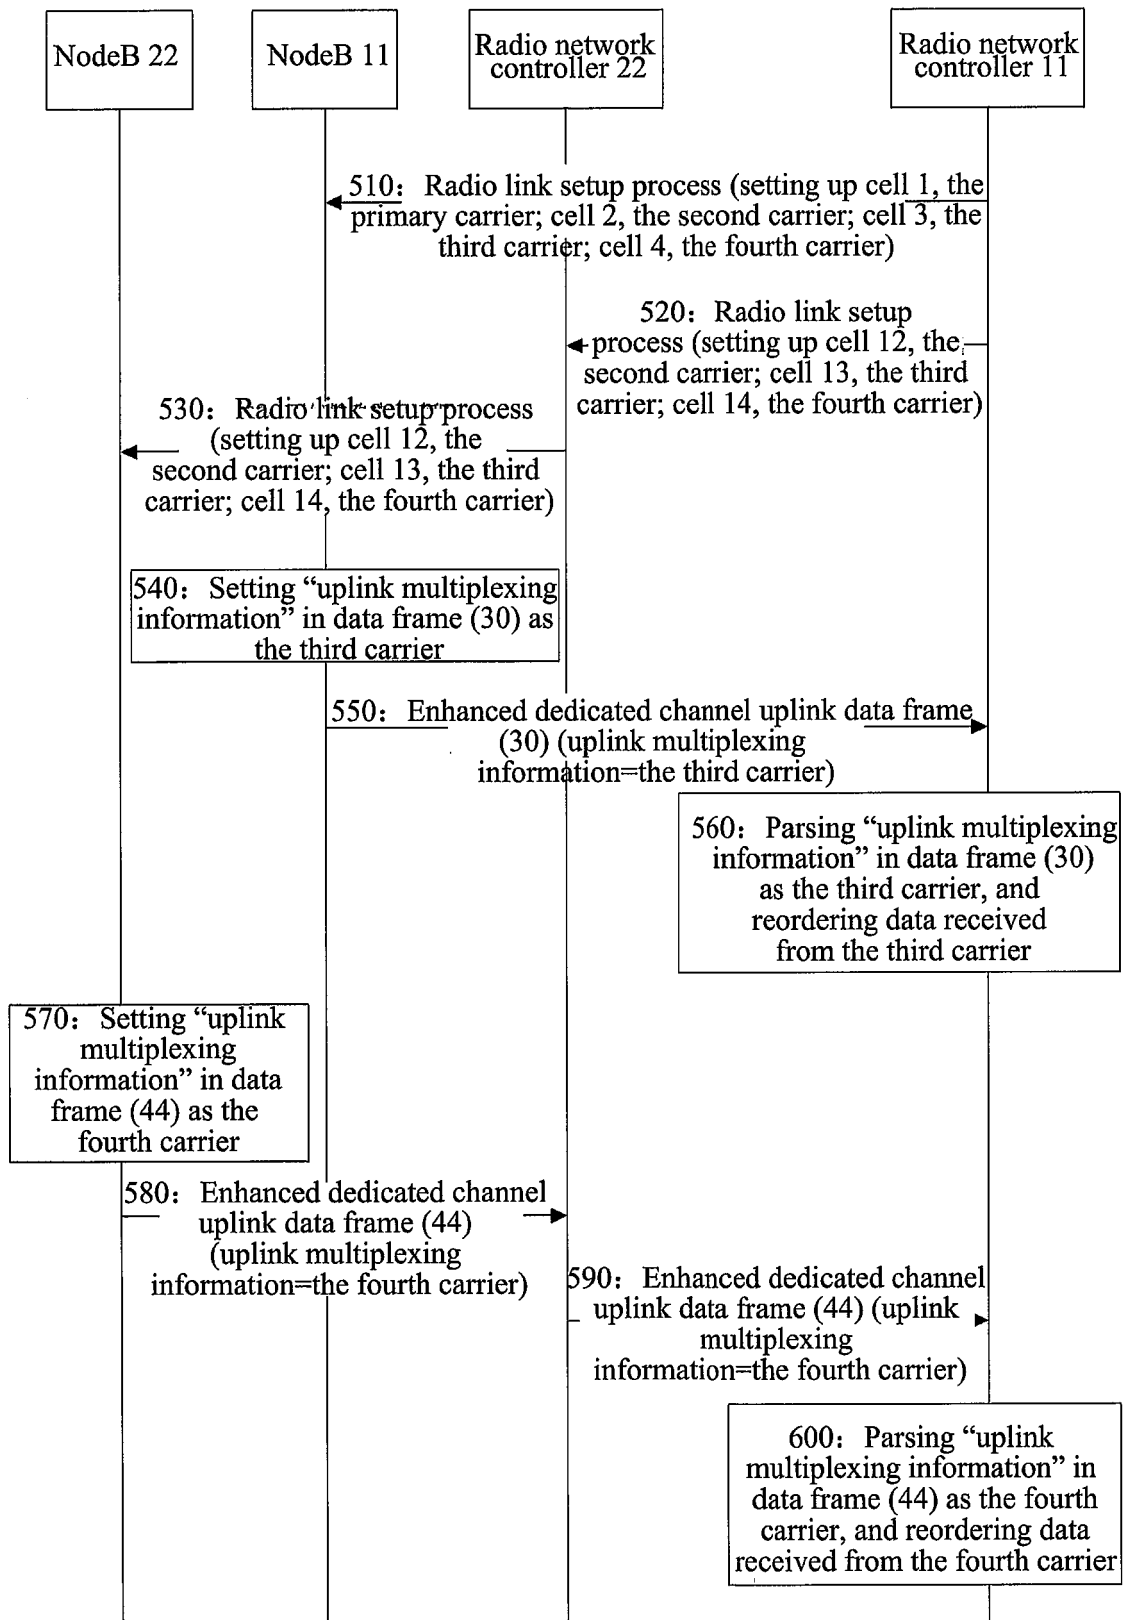 NodeB 22
NodeB 11
Radio network
controller 22
Radio network
controller 11
510: Radio link setup process (setting up cell 1, the
primary carrier; cell 2, the second carrier; cell 3, the
third carrier; cell 4, the fourth carrier)
520: Radio link setup
process (setting up cell 12, the
second carrier; cell 13, the third
carrier; cell 14, the fourth carrier)
530: Radio link setup process
(setting up cell 12, the
second carrier; cell 13, the third
carrier; cell 14, the fourth carrier)
540: Setting “uplink multiplexing
information” in data frame (30) as
the third carrier
550: Enhanced dedicated channel uplink data frame
(30) (uplink multiplexing
information=the third carrier)
560: Parsing “uplink multiplexing
information” in data frame (30)
as the third carrier, and
reordering data received
from the third carrier
570: Setting “uplink
multiplexing
information” in data
frame (44) as the
fourth carrier
580: Enhanced dedicated channel
uplink data frame (44)
(uplink multiplexing
information=the fourth carrier)
590: Enhanced dedicated channel
uplink data frame (44) (uplink
multiplexing
information=the fourth carrier)
600: Parsing “uplink
multiplexing information” in
data frame (44) as the fourth
carrier, and reordering data
received from the fourth carrier